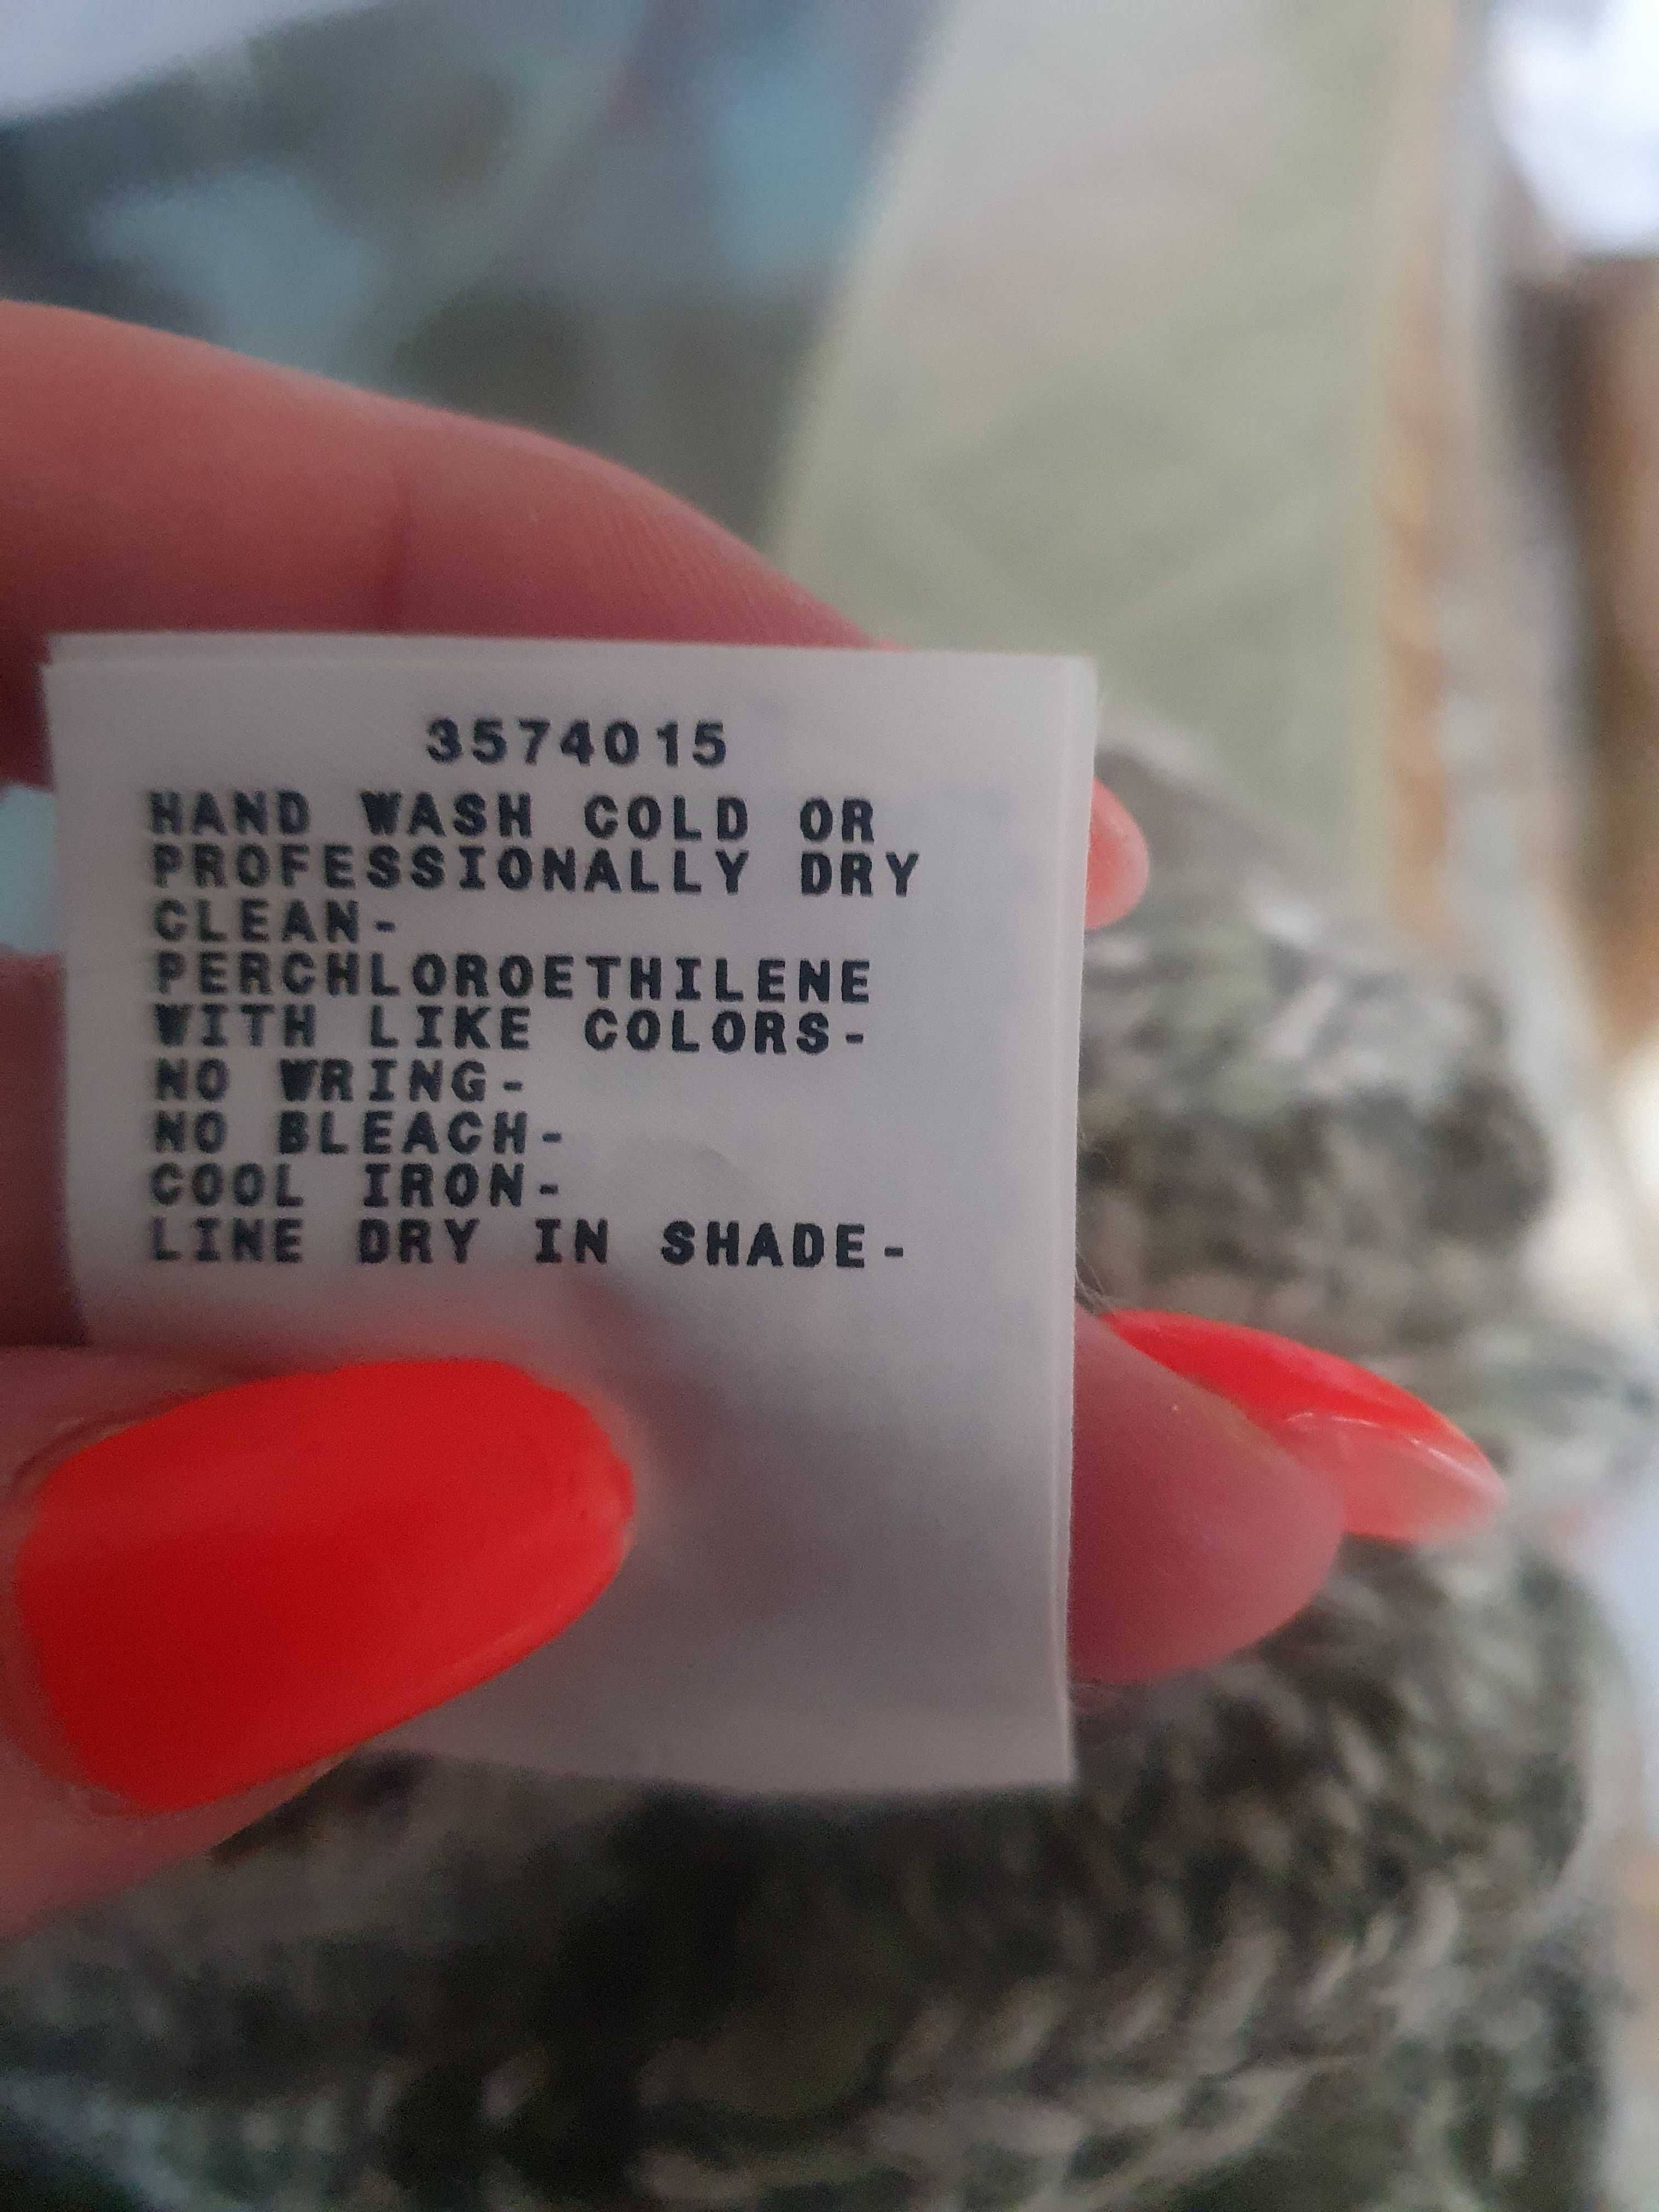 3574015
HAND WASH COLD OR
PROFESSIONALLY DRY
CLEAN-
PERCHLOROETHILENE
WITH LIKE COLORS-
NO WRING-
NO BLEACH-
COOL IRON-
LINE DRY IN SHADE-